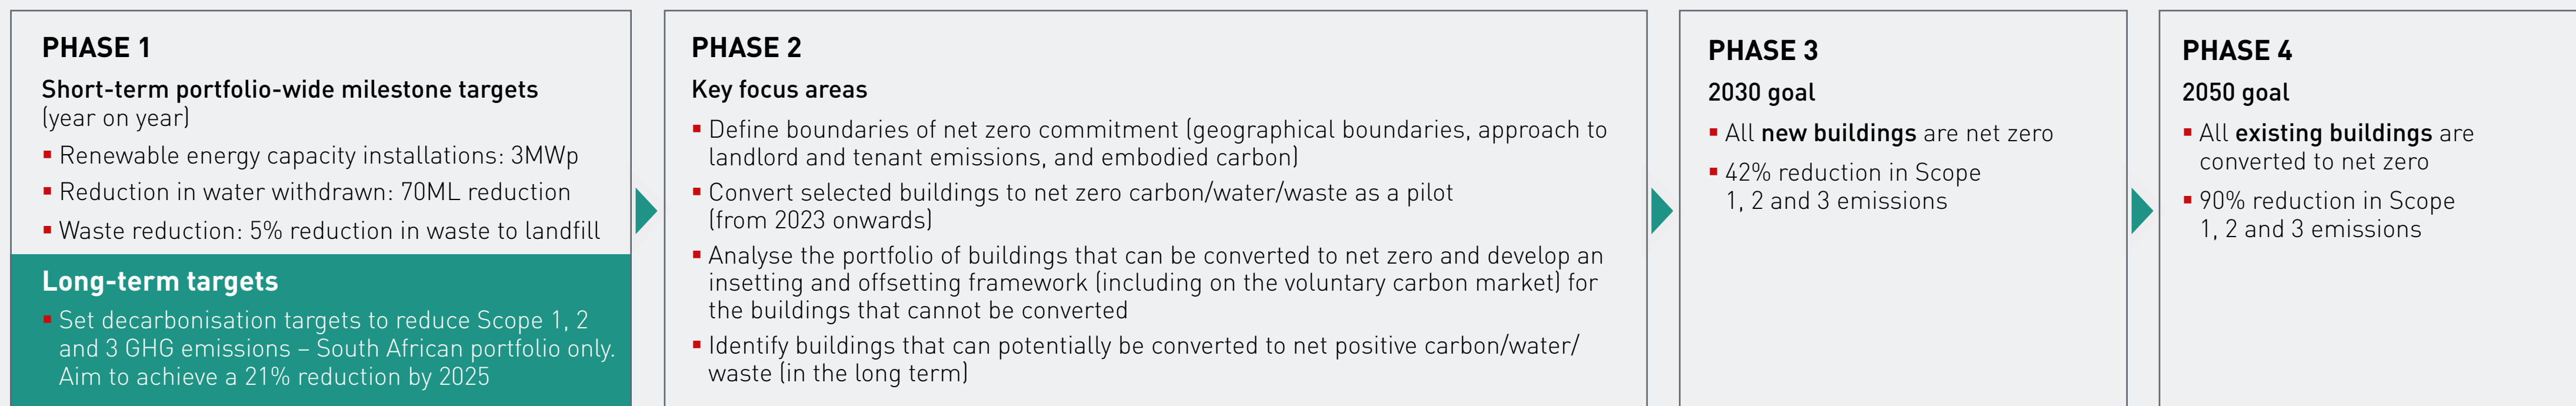 PHASE 1
Short-term portfolio-wide milestone targets
(year on year)
Renewable energy capacity installations: 3MWp
Reduction in water withdrawn: 70ML reduction
Waste reduction: 5% reduction in waste to landfill
Long-term targets
Set decarbonisation targets to reduce Scope 1, 2
and 3 GHG emissions – South African portfolio only.
Aim to achieve a 21% reduction by 2025
PHASE 2
Key focus areas
Define boundaries of net zero commitment (geographical boundaries, approach to
landlord and tenant emissions, and embodied carbon)
Convert selected buildings to net zero carbon/water/waste as a pilot
(from 2023 onwards)
Analyse the portfolio of buildings that can be converted to net zero and develop an
insetting and offsetting framework (including on the voluntary carbon market) for
the buildings that cannot be converted
Identify buildings that can potentially be converted to net positive carbon/water/
waste (in the long term)
PHASE 3
2030 goal
All new buildings are net zero
42% reduction in Scope
1, 2 and 3 emissions
PHASE 4
2050 goal
All existing buildings are
converted to net zero
90% reduction in Scope
1, 2 and 3 emissions